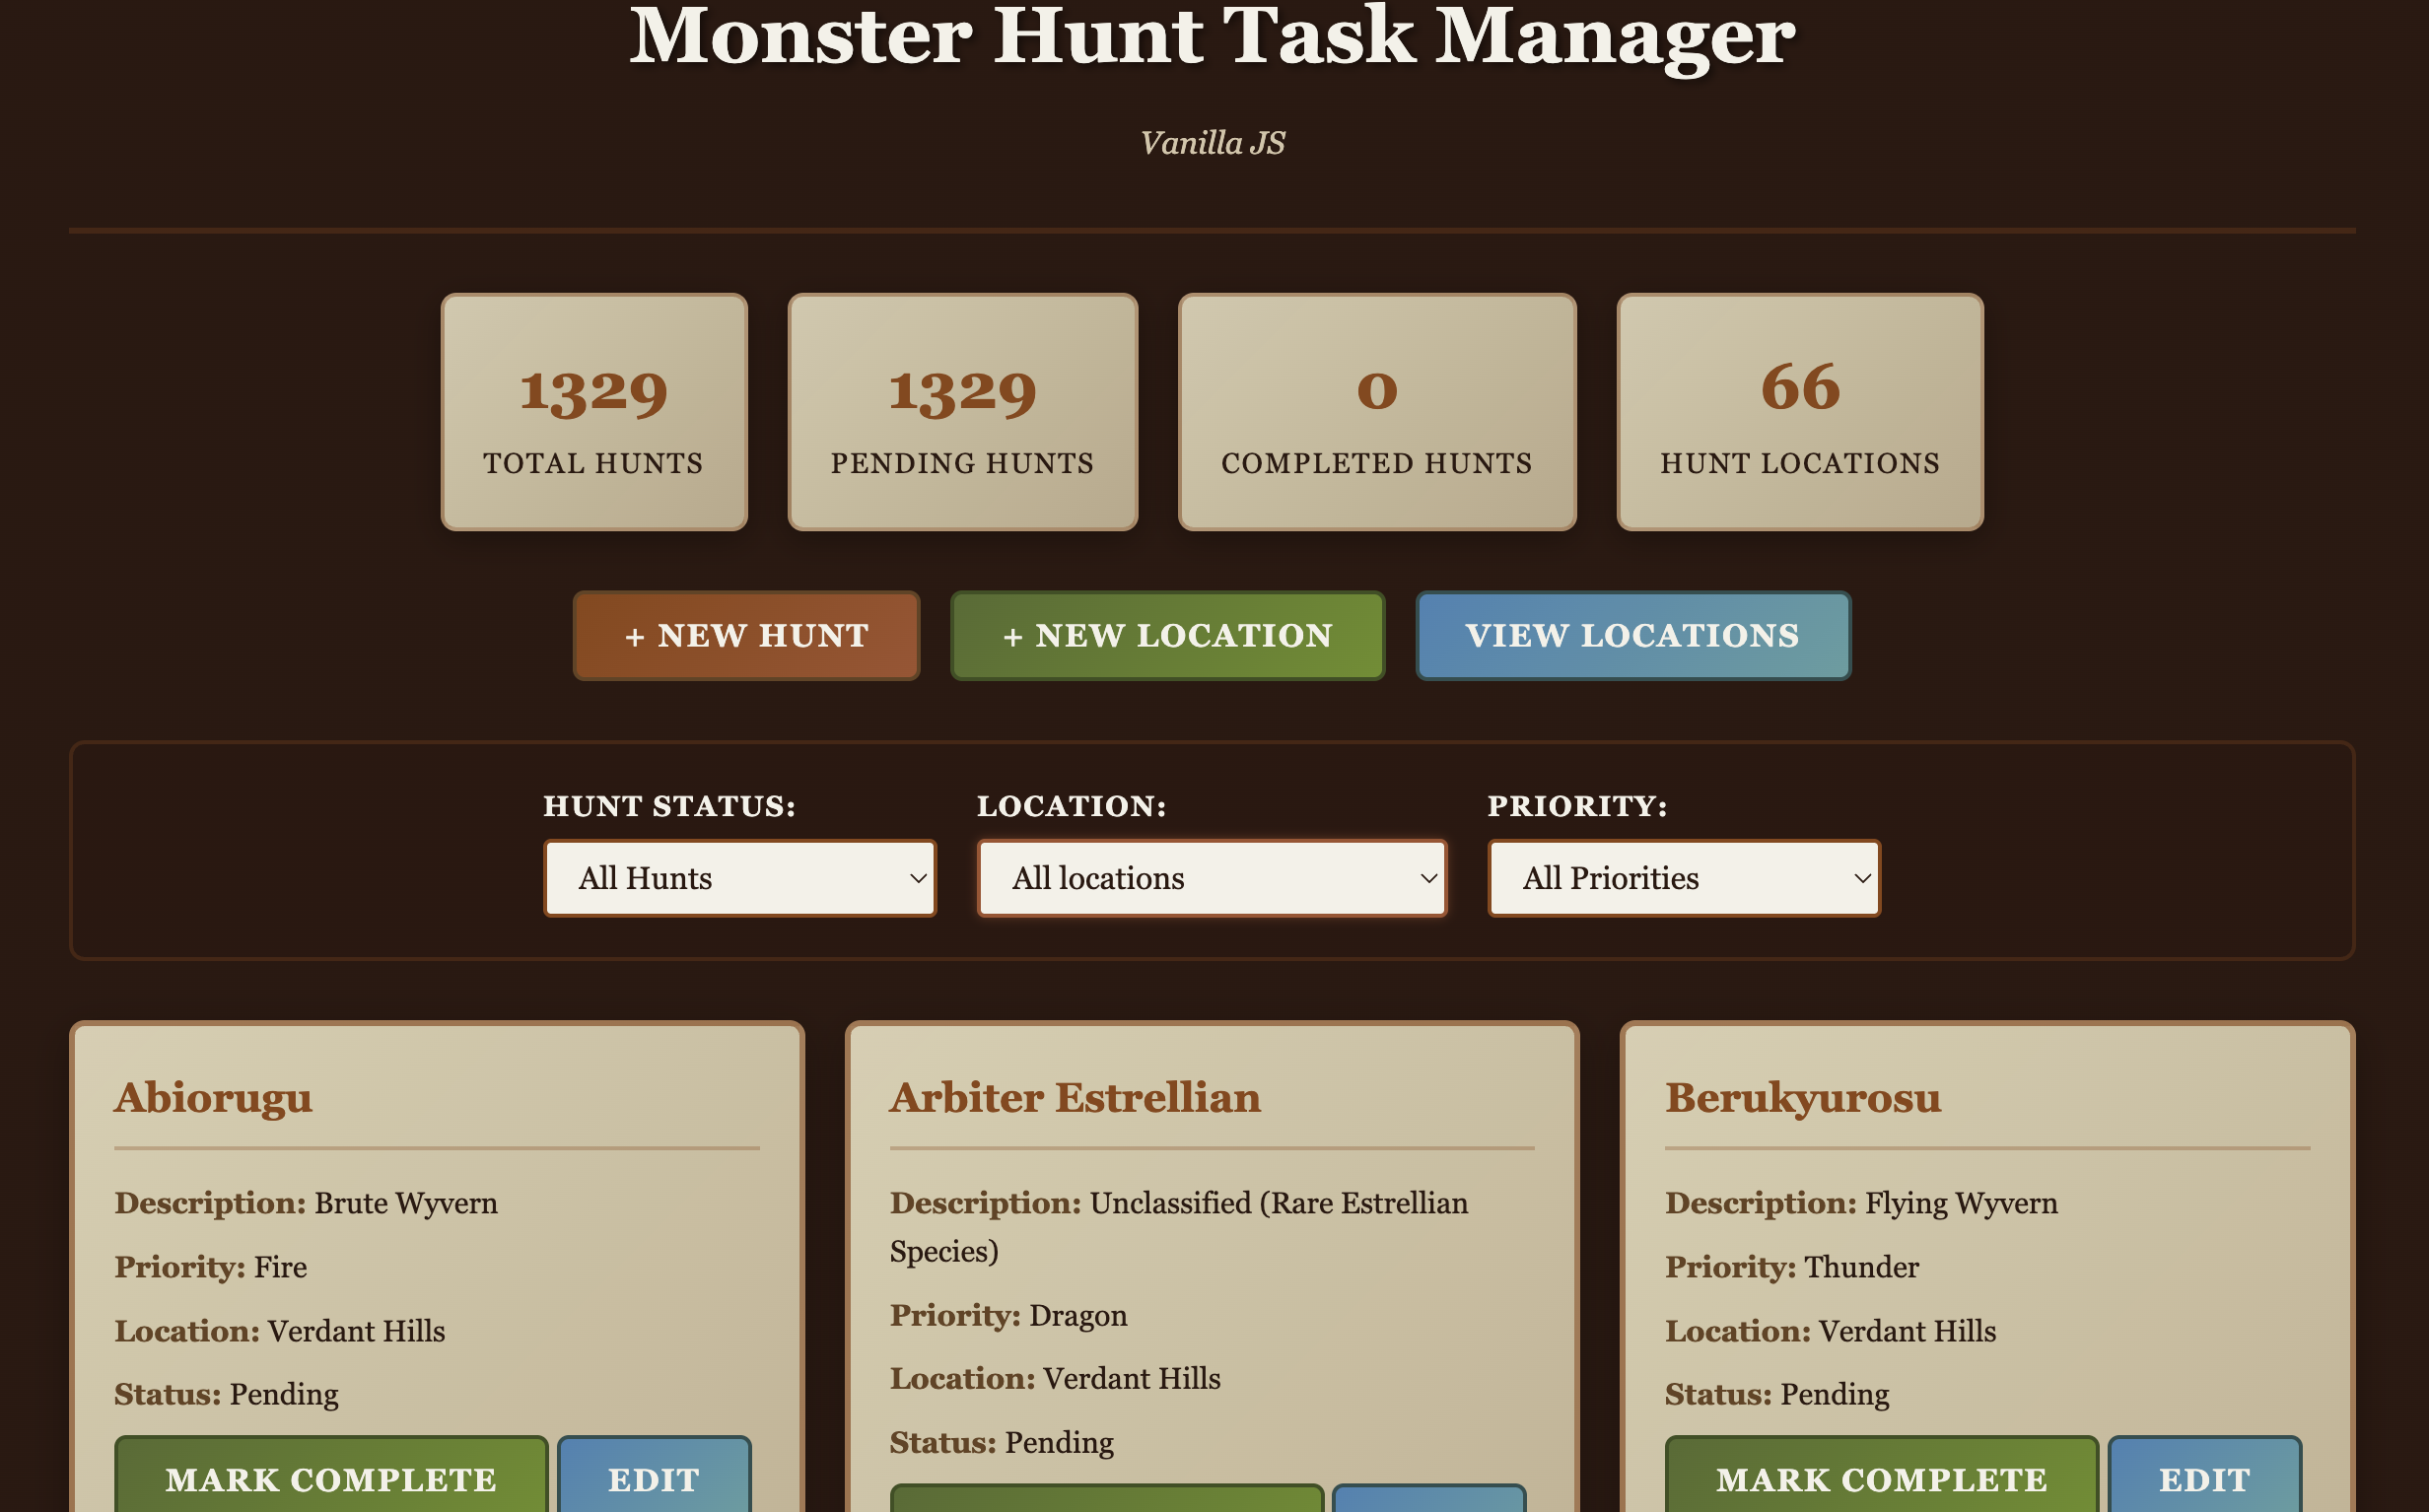 Monster Hunt Task Manager
Vanilla JS
1329
TOTAL HUNTS
1329
PENDING HUNTS
0
COMPLETED HUNTS
66
HUNT LOCATIONS
+ NEW HUNT
+ NEW LOCATION
VIEW LOCATIONS
HUNT STATUS:
All Hunts
LOCATION:
All locations
PRIORITY:
All Priorities
Abiorugu
Description: Brute Wyvern
Priority: Fire
Location: Verdant Hills
Status: Pending
MARK COMPLETE
EDIT
Arbiter Estrellian
Description: Unclassified (Rare Estrellian
Species)
Priority: Dragon
Location: Verdant Hills
Status: Pending
Berukyurosu
Description: Flying Wyvern
Priority: Thunder
Location: Verdant Hills
Status: Pending
MARK COMPLETE
EDIT